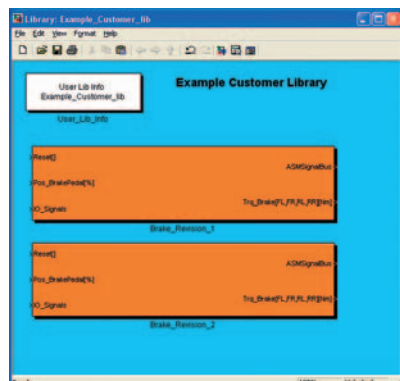 Library: Example_Customer_lib
File Edit View Format Help
User Lib Info
Example_Customer_lib
User_Lib_Info
Example Customer Library
Reset[]
Pos_BrakePedal[%]
IO_Signals
ASMSignalBus
Trq_Brake[FL,FR,RL,RR][Nm]
Brake_Revision_1
Reset[]
Pos_BrakePedal[%]
IO_Signals
ASMSignalBus
Trq_Brake[FL,FR,RL,RR][Nm]
Brake_Revision_2